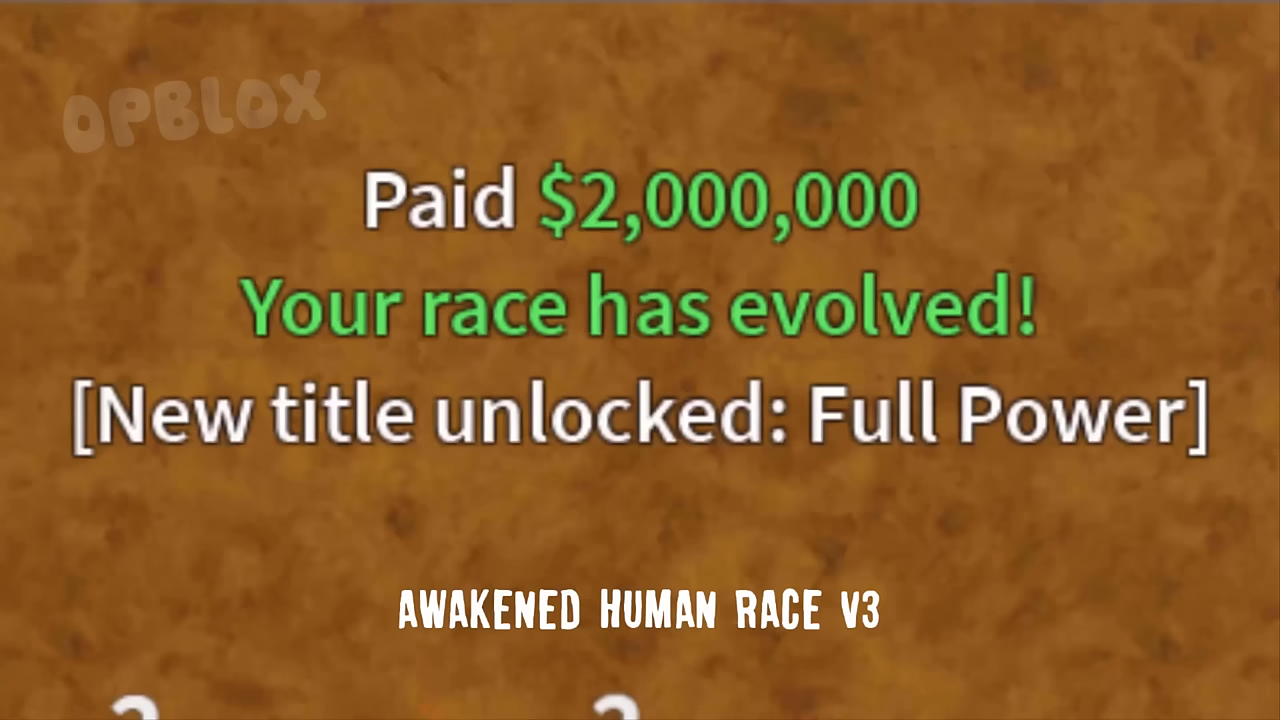 OPBLOX
Paid $2,000,000
Your race has evolved!
[New title unlocked: Full Power]
AWAKENED HUMAN RACE V3